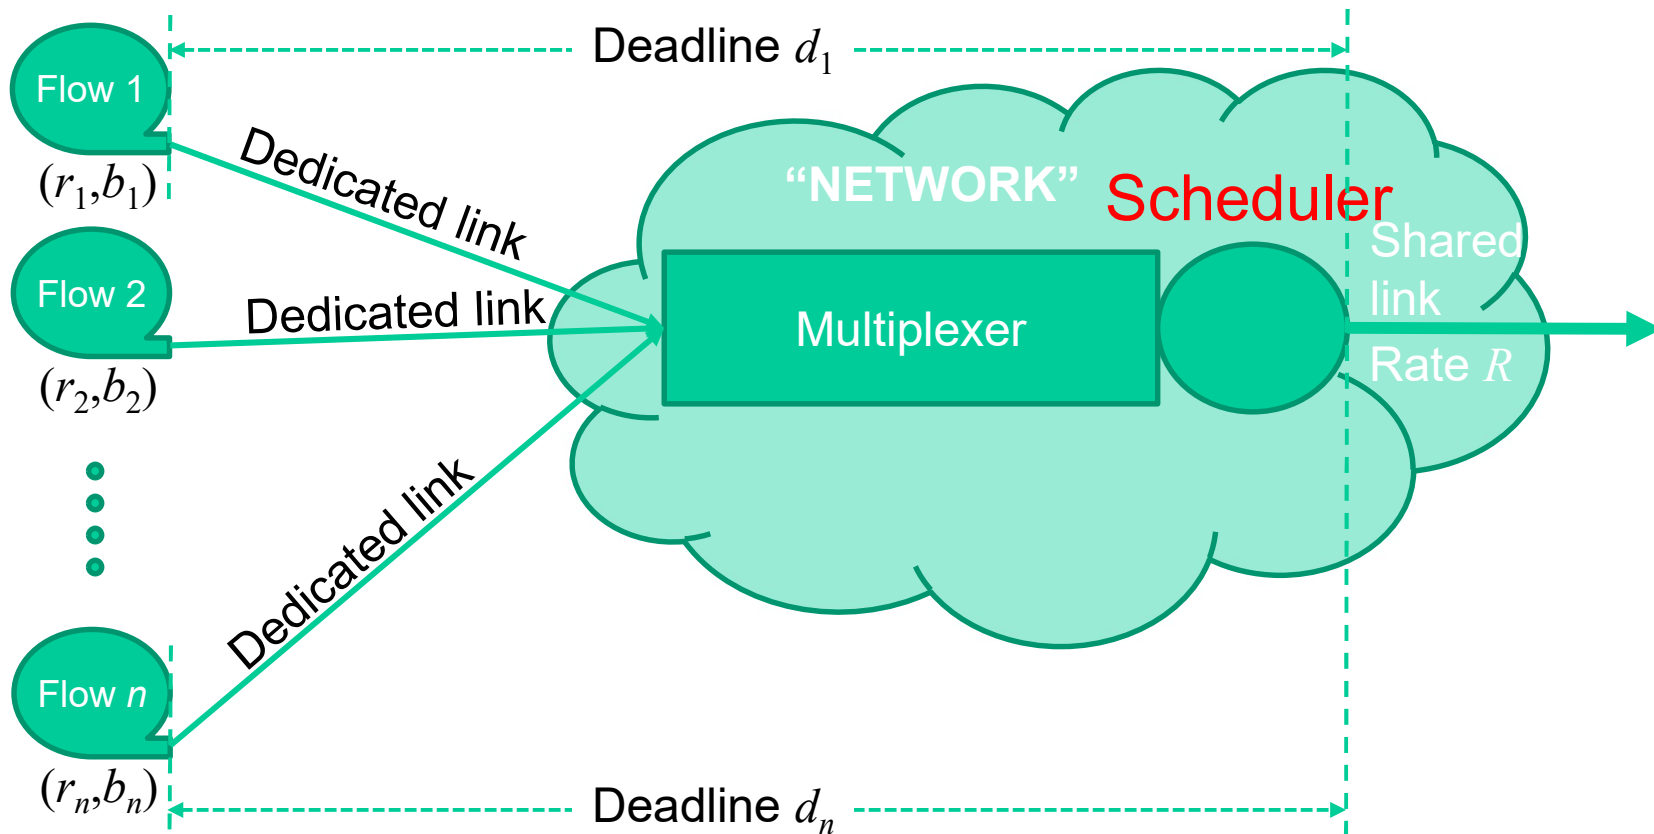 Deadline d₁
Flow 1
(r₁,b₁)
Dedicated link
“NETWORK”
Scheduler
Shared
link
Rate R
Flow 2
(r₂,b₂)
Dedicated link
Multiplexer
Dedicated link
Flow n
(rₙ,bₙ)
Deadline dₙ